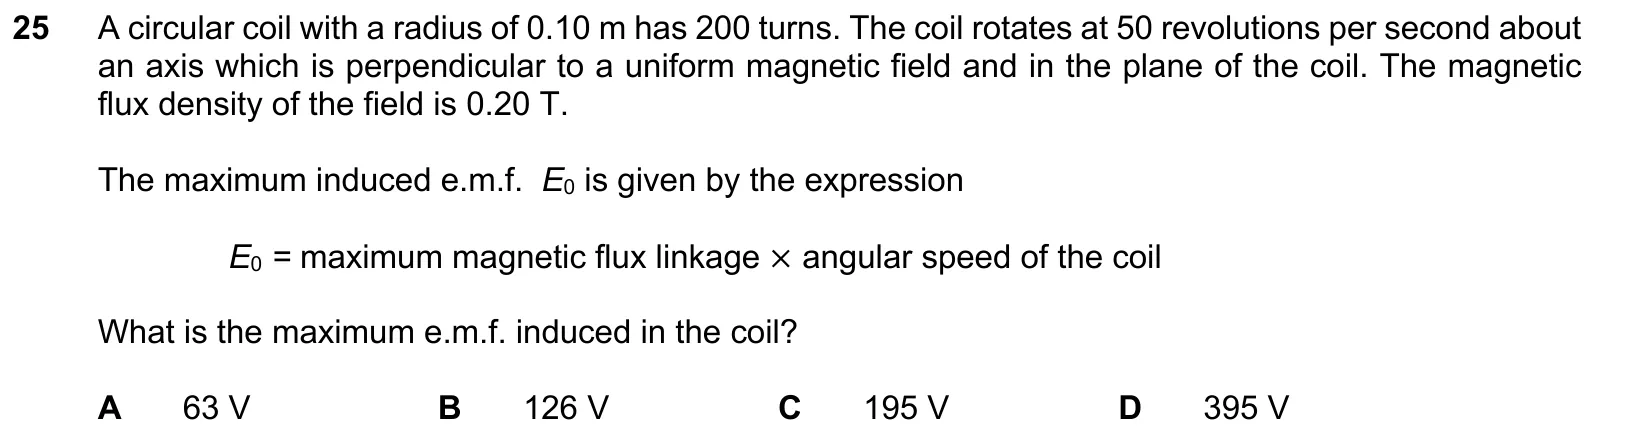 25 A circular coil with a radius of 0.10 m has 200 turns. The coil rotates at 50 revolutions per second about
an axis which is perpendicular to a uniform magnetic field and in the plane of the coil. The magnetic
flux density of the field is 0.20 T.
The maximum induced e.m.f. E₀ is given by the expression
E₀ = maximum magnetic flux linkage × angular speed of the coil
What is the maximum e.m.f. induced in the coil?
A 63 V B 126 V C 195 V D 395 V